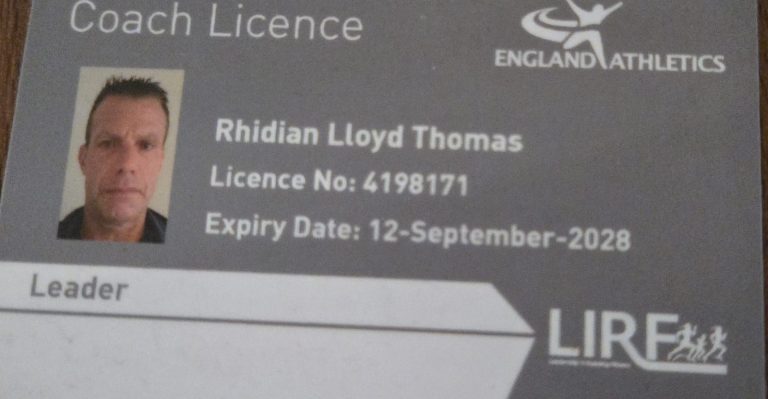 Coach Licence
ENGLAND ATHLETICS
Rhidian Lloyd Thomas
Licence No: 4198171
Expiry Date: 12-September-2028
Leader
LIRF